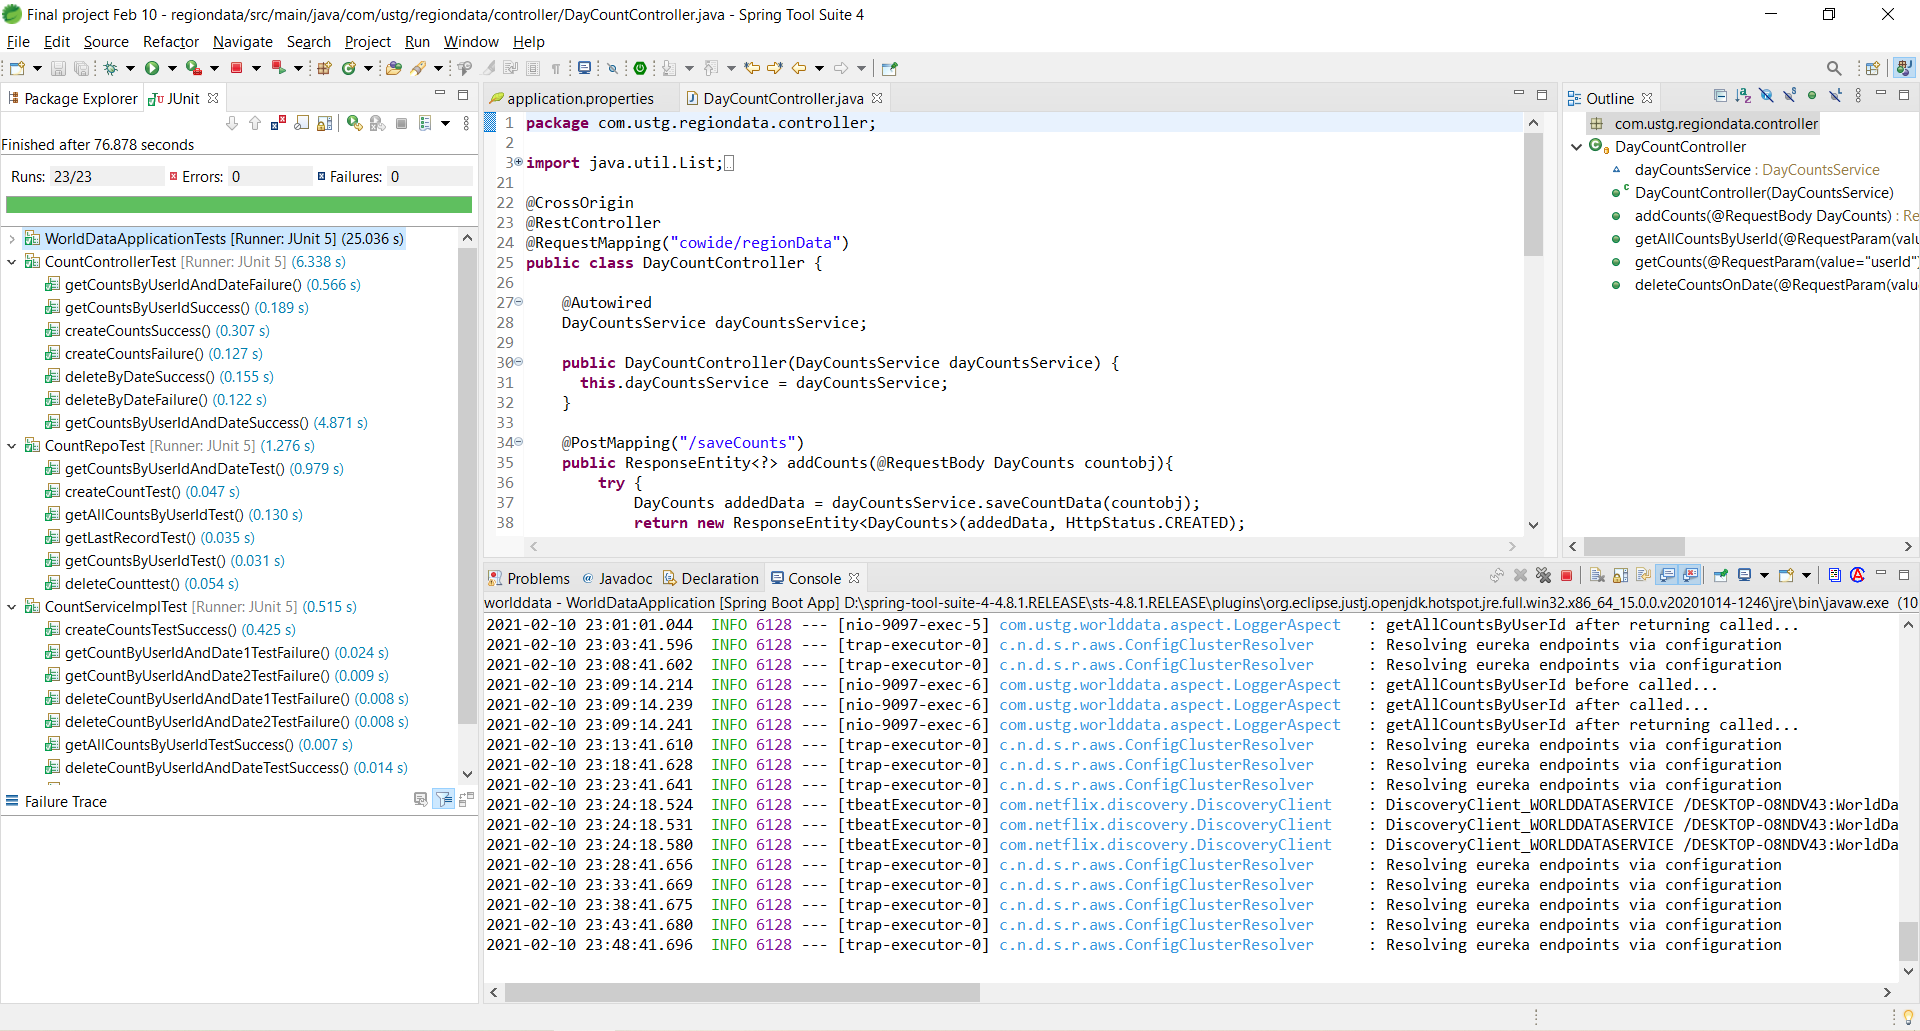 Final project Feb 10 - regiondata/src/main/java/com/ustg/regiondata/controller/DayCountController.java - Spring Tool Suite 4
File Edit Source Refactor Navigate Search Project Run Window Help
Package Explorer JUnit
Finished after 76.878 seconds
Runs: 23/23 Errors: 0 Failures: 0
WorldDataApplicationTests [Runner: JUnit 5] (25.036 s)
CountControllerTest [Runner: JUnit 5] (6.338 s)
getCountsByUserIdAndDateFailure() (0.566 s)
getCountsByUserIdSuccess() (0.189 s)
createCountsSuccess() (0.307 s)
createCountsFailure() (0.127 s)
deleteByDateSuccess() (0.155 s)
deleteByDateFailure() (0.122 s)
getCountsByUserIdAndDateSuccess() (4.871 s)
CountRepoTest [Runner: JUnit 5] (1.276 s)
getCountsByUserIdAndDateTest() (0.979 s)
createCountTest() (0.047 s)
getAllCountsByUserIdTest() (0.130 s)
getLastRecordTest() (0.035 s)
getCountsByUserIdTest() (0.031 s)
deleteCounttest() (0.054 s)
CountServiceImplTest [Runner: JUnit 5] (0.515 s)
createCountsTestSuccess() (0.425 s)
getCountByUserIdAndDate1TestFailure() (0.024 s)
getCountByUserIdAndDate2TestFailure() (0.009 s)
deleteCountByUserIdAndDate1TestFailure() (0.008 s)
deleteCountByUserIdAndDate2TestFailure() (0.008 s)
getAllCountsByUserIdTestSuccess() (0.007 s)
deleteCountByUserIdAndDateTestSuccess() (0.014 s)
Failure Trace
application.properties DayCountController.java
1 package com.ustg.regiondata.controller;
2
3 import java.util.List;
21
22 @CrossOrigin
23 @RestController
24 @RequestMapping("cowide/regionData")
25 public class DayCountController {
26
27 @Autowired
28 DayCountsService dayCountsService;
29
30 public DayCountController(DayCountsService dayCountsService) {
31 this.dayCountsService = dayCountsService;
32 }
33
34 @PostMapping("/saveCounts")
35 public ResponseEntity<?> addCounts(@RequestBody DayCounts countobj){
36 try {
37 DayCounts addedData = dayCountsService.saveCountData(countobj);
38 return new ResponseEntity<DayCounts>(addedData, HttpStatus.CREATED);
Outline
com.ustg.regiondata.controller
DayCountController
dayCountsService : DayCountsService
DayCountController(DayCountsService)
addCounts(@RequestBody DayCounts) : Re
getAllCountsByUserId(@RequestParam(valu
getCounts(@RequestParam(value="userId")
deleteCountsOnDate(@RequestParam(valu
Problems @ Javadoc Declaration Console
worlddata - WorldDataApplication [Spring Boot App] D:\spring-tool-suite-4-4.8.1.RELEASE\sts-4.8.1.RELEASE\plugins\org.eclipse.justj.openjdk.hotspot.jre.full.win32.x86_64_15.0.0.v20201014-1246\jre\bin\javaw.exe (10
2021-02-10 23:01:01.044 INFO 6128 --- [nio-9097-exec-5] com.ustg.worlddata.aspect.LoggerAspect : getAllCountsByUserId after returning called...
2021-02-10 23:03:41.596 INFO 6128 --- [trap-executor-0] c.n.d.s.r.aws.ConfigClusterResolver : Resolving eureka endpoints via configuration
2021-02-10 23:08:41.602 INFO 6128 --- [trap-executor-0] c.n.d.s.r.aws.ConfigClusterResolver : Resolving eureka endpoints via configuration
2021-02-10 23:09:14.214 INFO 6128 --- [nio-9097-exec-6] com.ustg.worlddata.aspect.LoggerAspect : getAllCountsByUserId before called...
2021-02-10 23:09:14.239 INFO 6128 --- [nio-9097-exec-6] com.ustg.worlddata.aspect.LoggerAspect : getAllCountsByUserId after called...
2021-02-10 23:09:14.241 INFO 6128 --- [nio-9097-exec-6] com.ustg.worlddata.aspect.LoggerAspect : getAllCountsByUserId after returning called...
2021-02-10 23:13:41.610 INFO 6128 --- [trap-executor-0] c.n.d.s.r.aws.ConfigClusterResolver : Resolving eureka endpoints via configuration
2021-02-10 23:18:41.628 INFO 6128 --- [trap-executor-0] c.n.d.s.r.aws.ConfigClusterResolver : Resolving eureka endpoints via configuration
2021-02-10 23:23:41.641 INFO 6128 --- [trap-executor-0] c.n.d.s.r.aws.ConfigClusterResolver : Resolving eureka endpoints via configuration
2021-02-10 23:24:18.524 INFO 6128 --- [tbeatExecutor-0] com.netflix.discovery.DiscoveryClient : DiscoveryClient_WORLDDATASERVICE /DESKTOP-O8NDV43:WorldDa
2021-02-10 23:24:18.531 INFO 6128 --- [tbeatExecutor-0] com.netflix.discovery.DiscoveryClient : DiscoveryClient_WORLDDATASERVICE /DESKTOP-O8NDV43:WorldDa
2021-02-10 23:24:18.580 INFO 6128 --- [tbeatExecutor-0] com.netflix.discovery.DiscoveryClient : DiscoveryClient_WORLDDATASERVICE /DESKTOP-O8NDV43:WorldDa
2021-02-10 23:28:41.656 INFO 6128 --- [trap-executor-0] c.n.d.s.r.aws.ConfigClusterResolver : Resolving eureka endpoints via configuration
2021-02-10 23:33:41.669 INFO 6128 --- [trap-executor-0] c.n.d.s.r.aws.ConfigClusterResolver : Resolving eureka endpoints via configuration
2021-02-10 23:38:41.675 INFO 6128 --- [trap-executor-0] c.n.d.s.r.aws.ConfigClusterResolver : Resolving eureka endpoints via configuration
2021-02-10 23:43:41.680 INFO 6128 --- [trap-executor-0] c.n.d.s.r.aws.ConfigClusterResolver : Resolving eureka endpoints via configuration
2021-02-10 23:48:41.696 INFO 6128 --- [trap-executor-0] c.n.d.s.r.aws.ConfigClusterResolver : Resolving eureka endpoints via configuration